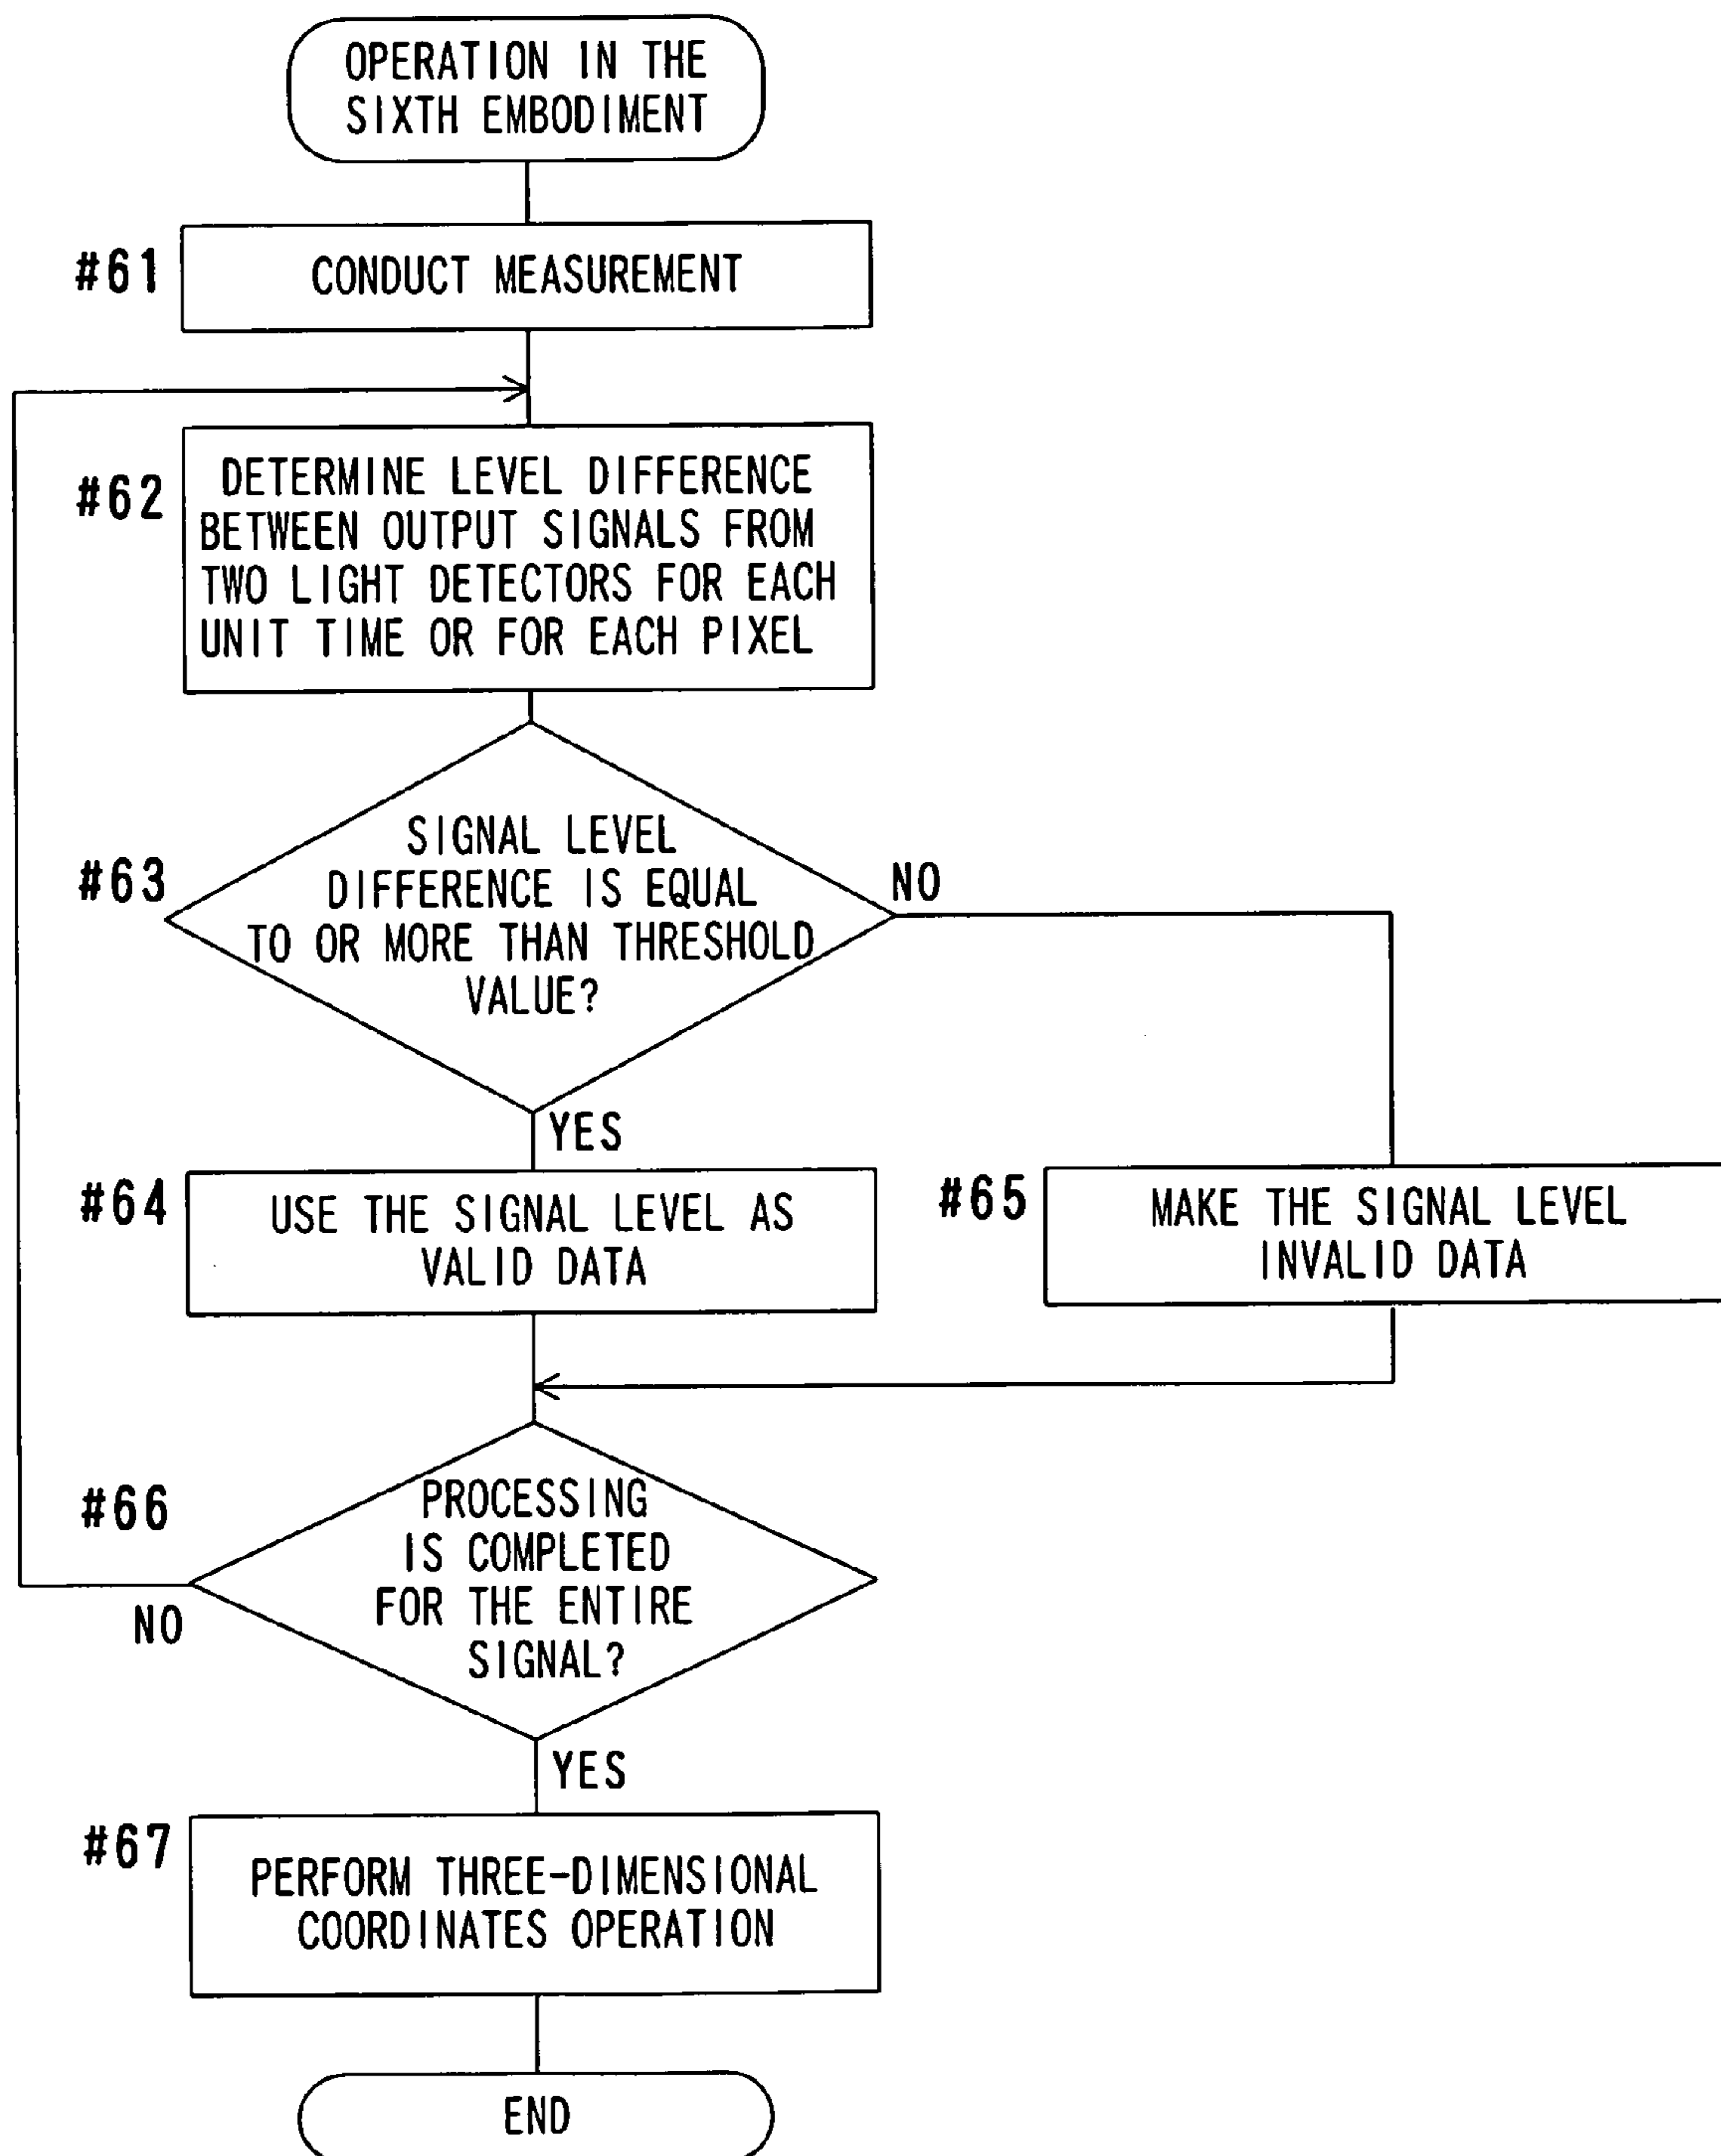 OPERATION IN THE
SIXTH EMBODIMENT
#61
CONDUCT MEASUREMENT
#62
DETERMINE LEVEL DIFFERENCE
BETWEEN OUTPUT SIGNALS FROM
TWO LIGHT DETECTORS FOR EACH
UNIT TIME OR FOR EACH PIXEL
#63
SIGNAL LEVEL
DIFFERENCE IS EQUAL
TO OR MORE THAN THRESHOLD
VALUE?
NO
YES
#64
USE THE SIGNAL LEVEL AS
VALID DATA
#65
MAKE THE SIGNAL LEVEL
INVALID DATA
#66
PROCESSING
IS COMPLETED
FOR THE ENTIRE
SIGNAL?
NO
YES
#67
PERFORM THREE-DIMENSIONAL
COORDINATES OPERATION
END